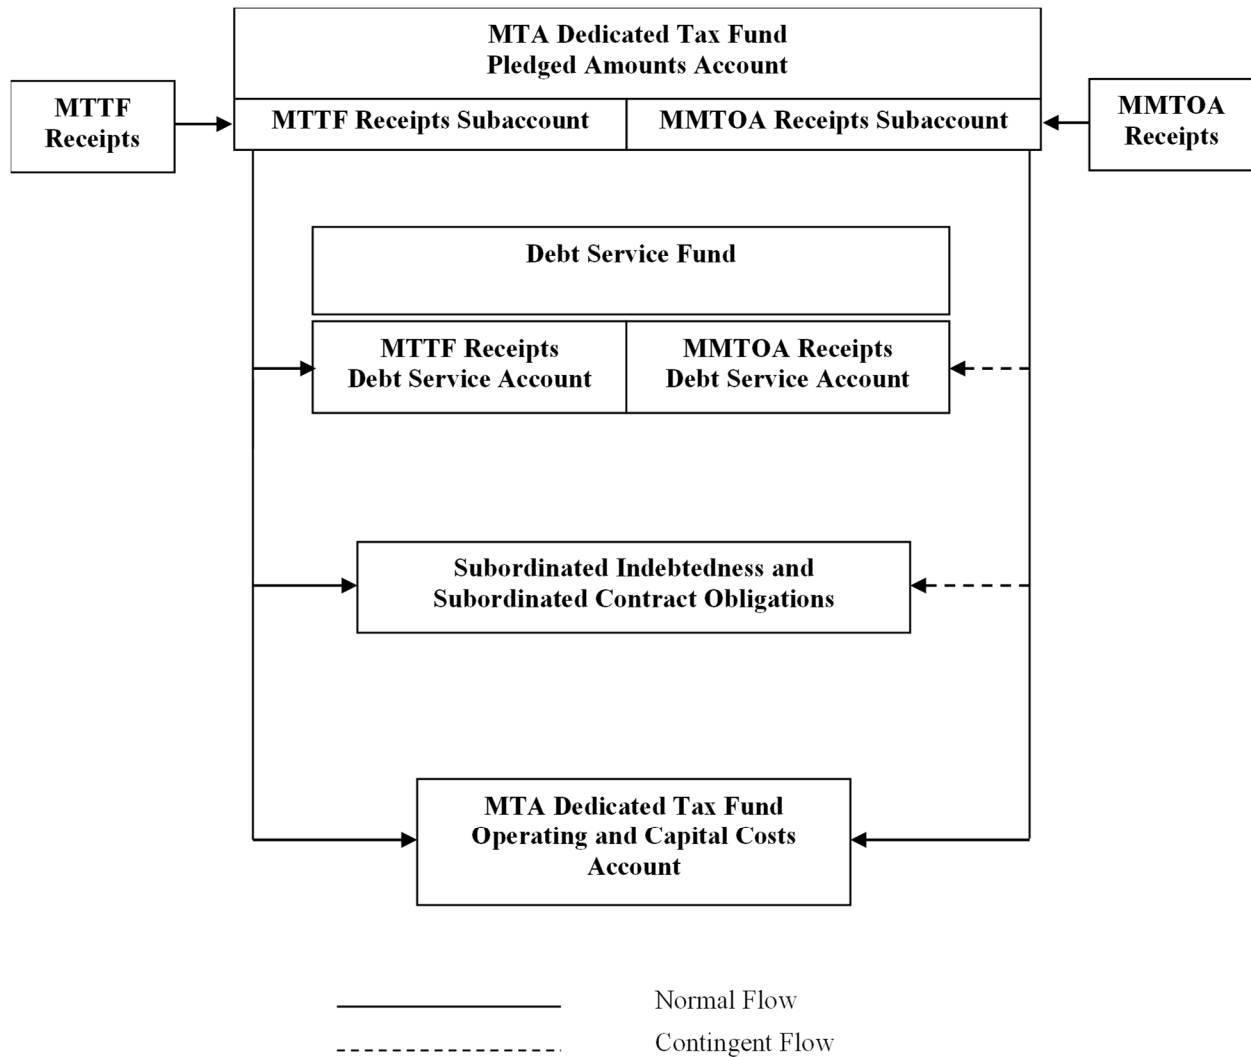 MTA Dedicated Tax Fund
Pledged Amounts Account
MTTF
Receipts
MTTF Receipts Subaccount
MMTOA Receipts Subaccount
MMTOA
Receipts
Debt Service Fund
MTTF Receipts
Debt Service Account
MMTOA Receipts
Debt Service Account
Subordinated Indebtedness and
Subordinated Contract Obligations
MTA Dedicated Tax Fund
Operating and Capital Costs
Account
Normal Flow
Contingent Flow